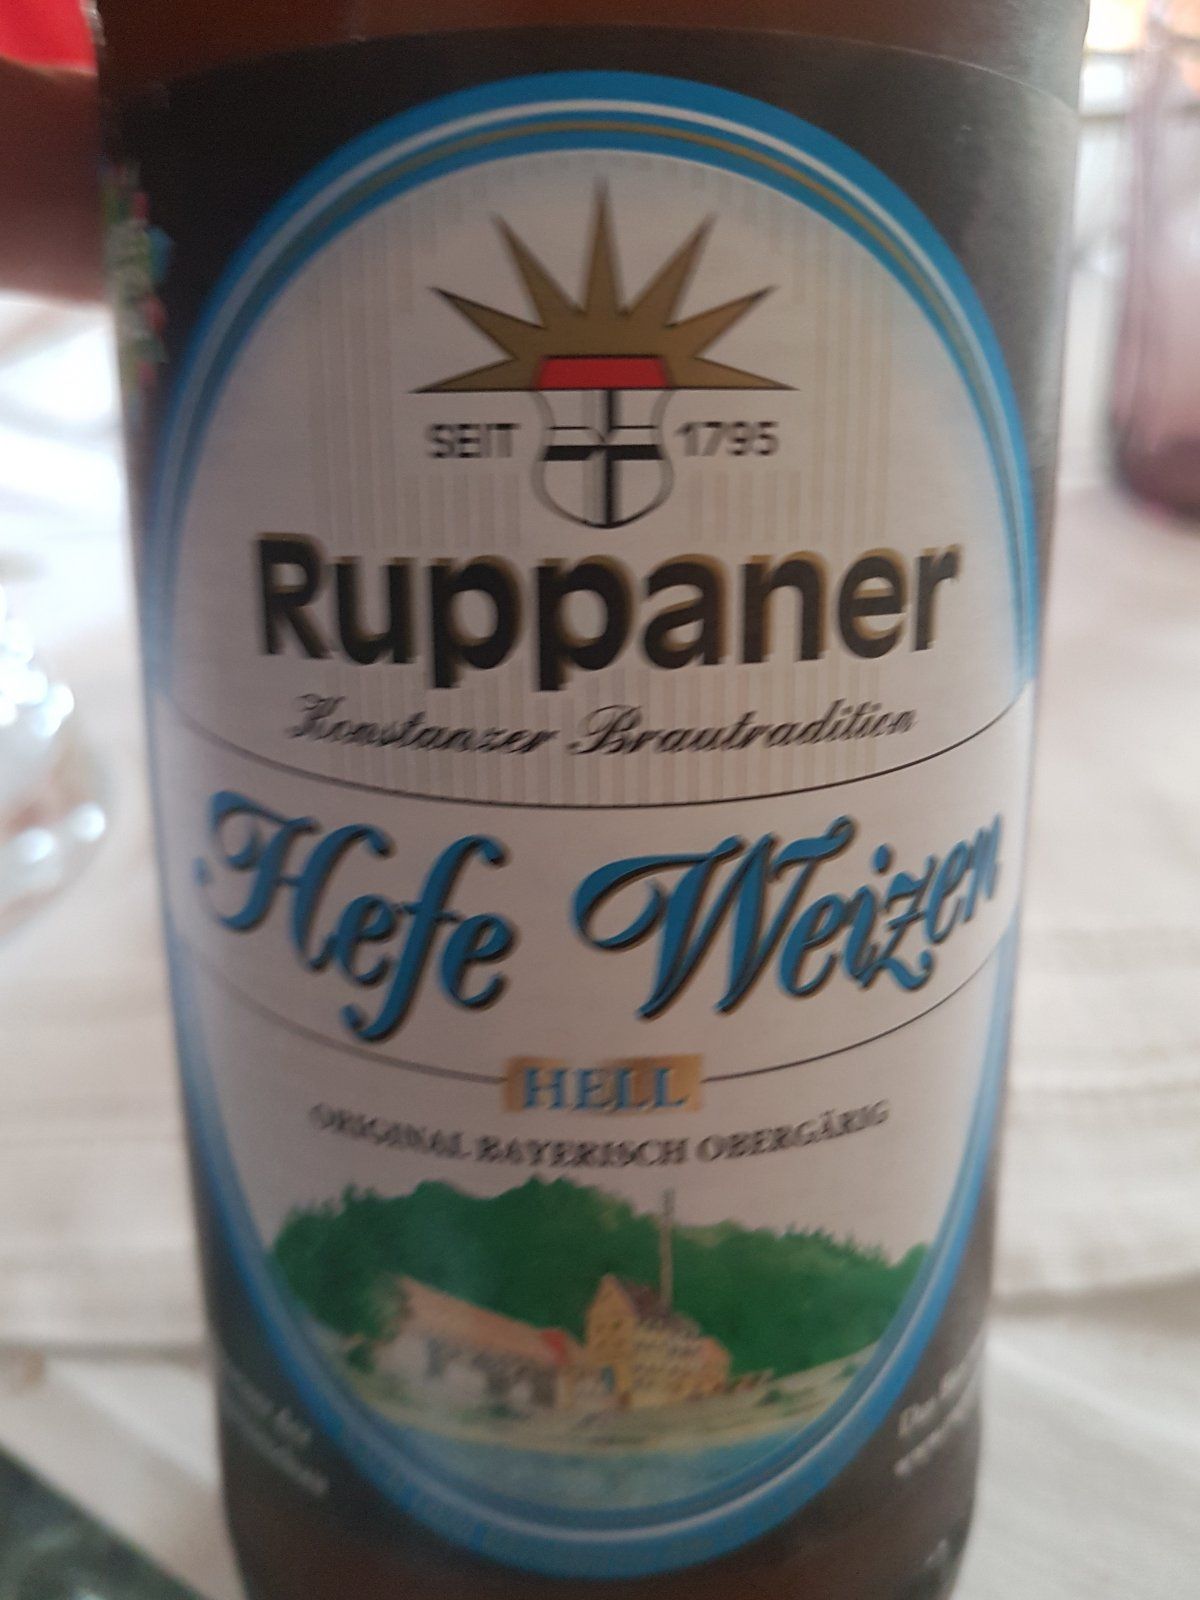 SEIT 1795
Ruppaner
Konstanzer Brautradition
Hefe Weizen
HELL
ORIGINAL BAYERISCH OBERGÄRIG